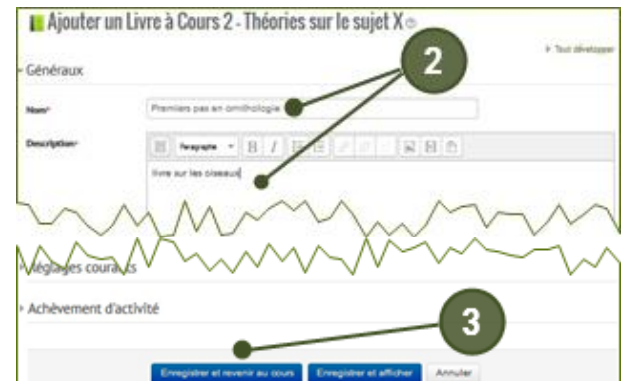 Ajouter un Livre à Cours 2 - Théories sur le sujet X
Tout développer
Généraux
2
Nom*
Premiers pas en ornithologie
Description*
Paragraphe
B I
livre sur les oiseaux
Réglages courants
Achèvement d'activité
3
Enregistrer et revenir au cours
Enregistrer et afficher
Annuler